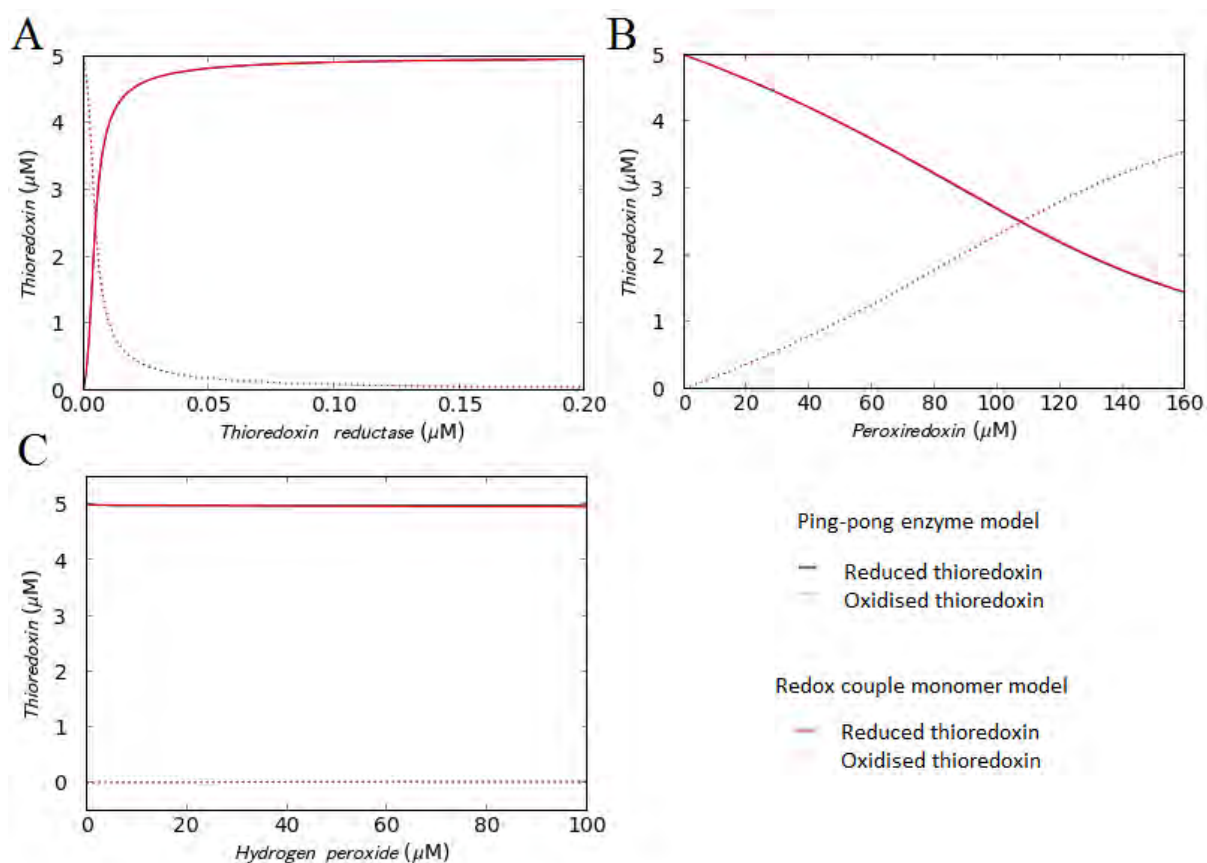 A
5
4
3
2
1
0
Thioredoxin (µM)
0.00
0.05
0.10
0.15
0.20
Thioredoxin reductase (µM)
B
5
4
3
2
1
0
Thioredoxin (µM)
0
20
40
60
80
100
120
140
160
Peroxiredoxin (µM)
C
5
4
3
2
1
0
Thioredoxin (µM)
0
20
40
60
80
100
Hydrogen peroxide (µM)
Ping-pong enzyme model
Reduced thioredoxin
Oxidised thioredoxin
Redox couple monomer model
Reduced thioredoxin
Oxidised thioredoxin